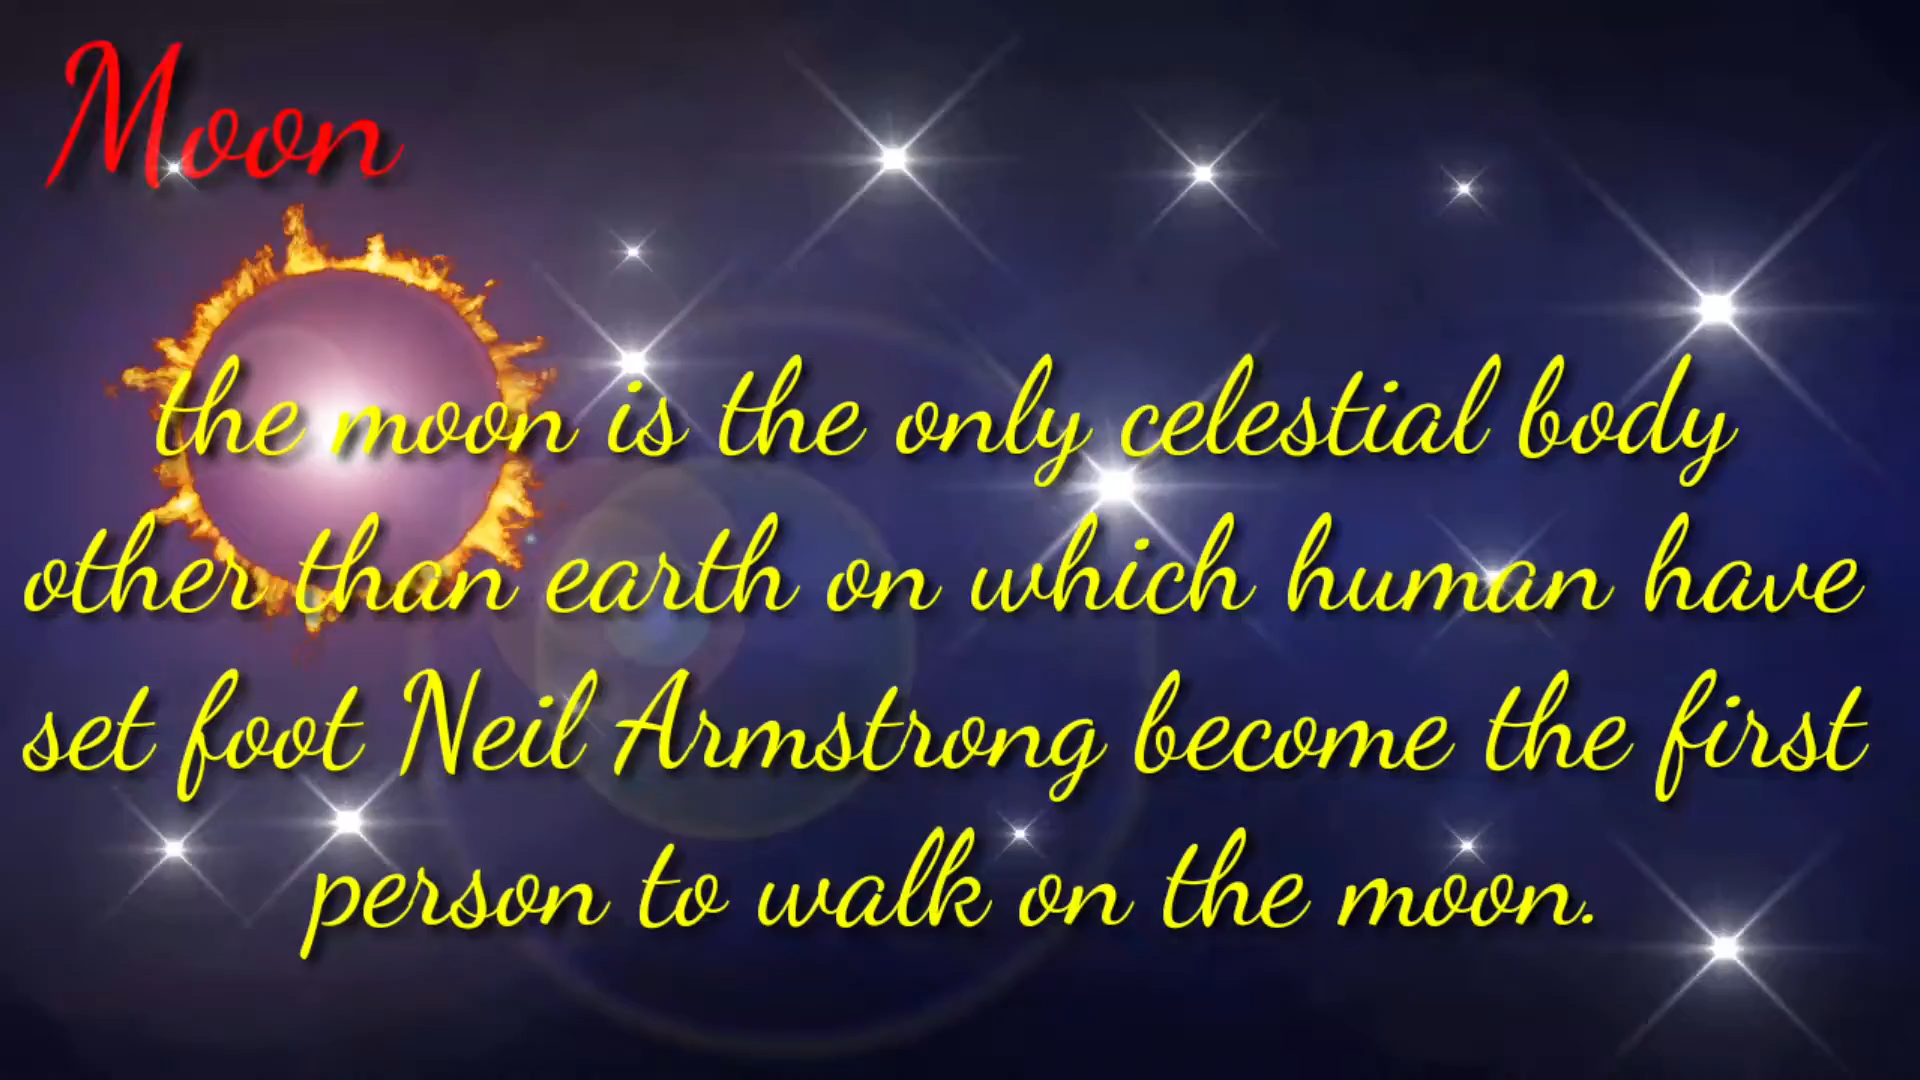 Moon
the moon is the only celestial body
other than earth on which human have
set foot Neil Armstrong become the first
person to walk on the moon.